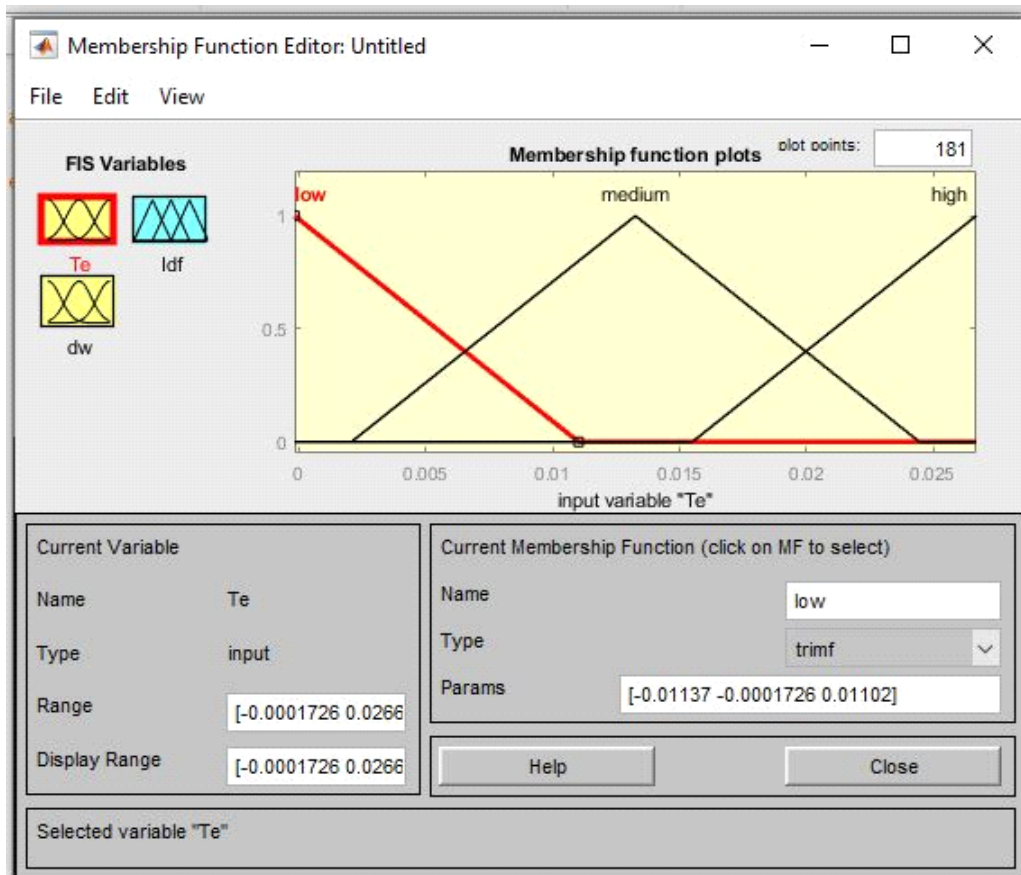 Membership Function Editor: Untitled
File Edit View
FIS Variables
Membership function plots
plot points:
181
Te
ldf
dw
low
medium
high
1
0.5
0
0 0.005 0.01 0.015 0.02 0.025
input variable "Te"
Current Variable
Name Te
Type input
Range [-0.0001726 0.0266
Display Range [-0.0001726 0.0266
Current Membership Function (click on MF to select)
Name low
Type trimf
Params [-0.01137 -0.0001726 0.01102]
Help
Close
Selected variable "Te"